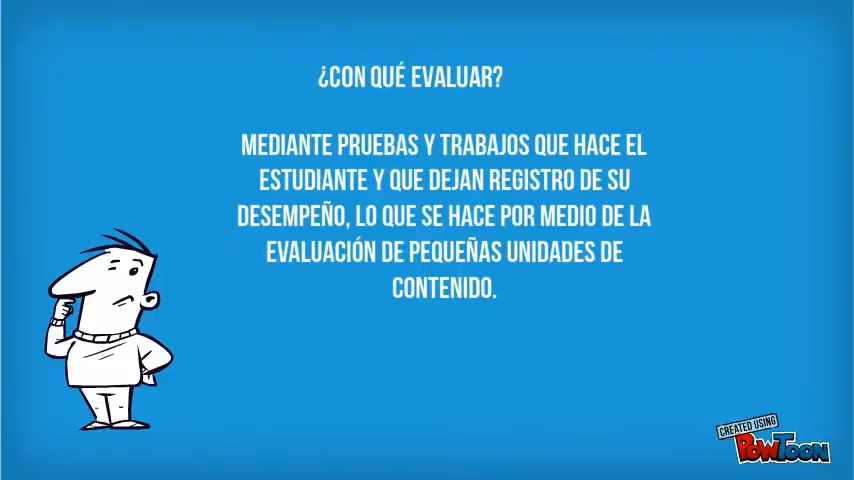 ¿CON QUÉ EVALUAR?
MEDIANTE PRUEBAS Y TRABAJOS QUE HACE EL
ESTUDIANTE Y QUE DEJAN REGISTRO DE SU
DESEMPEÑO, LO QUE SE HACE POR MEDIO DE LA
EVALUACIÓN DE PEQUEÑAS UNIDADES DE
CONTENIDO.
CREATED USING
POWTOON